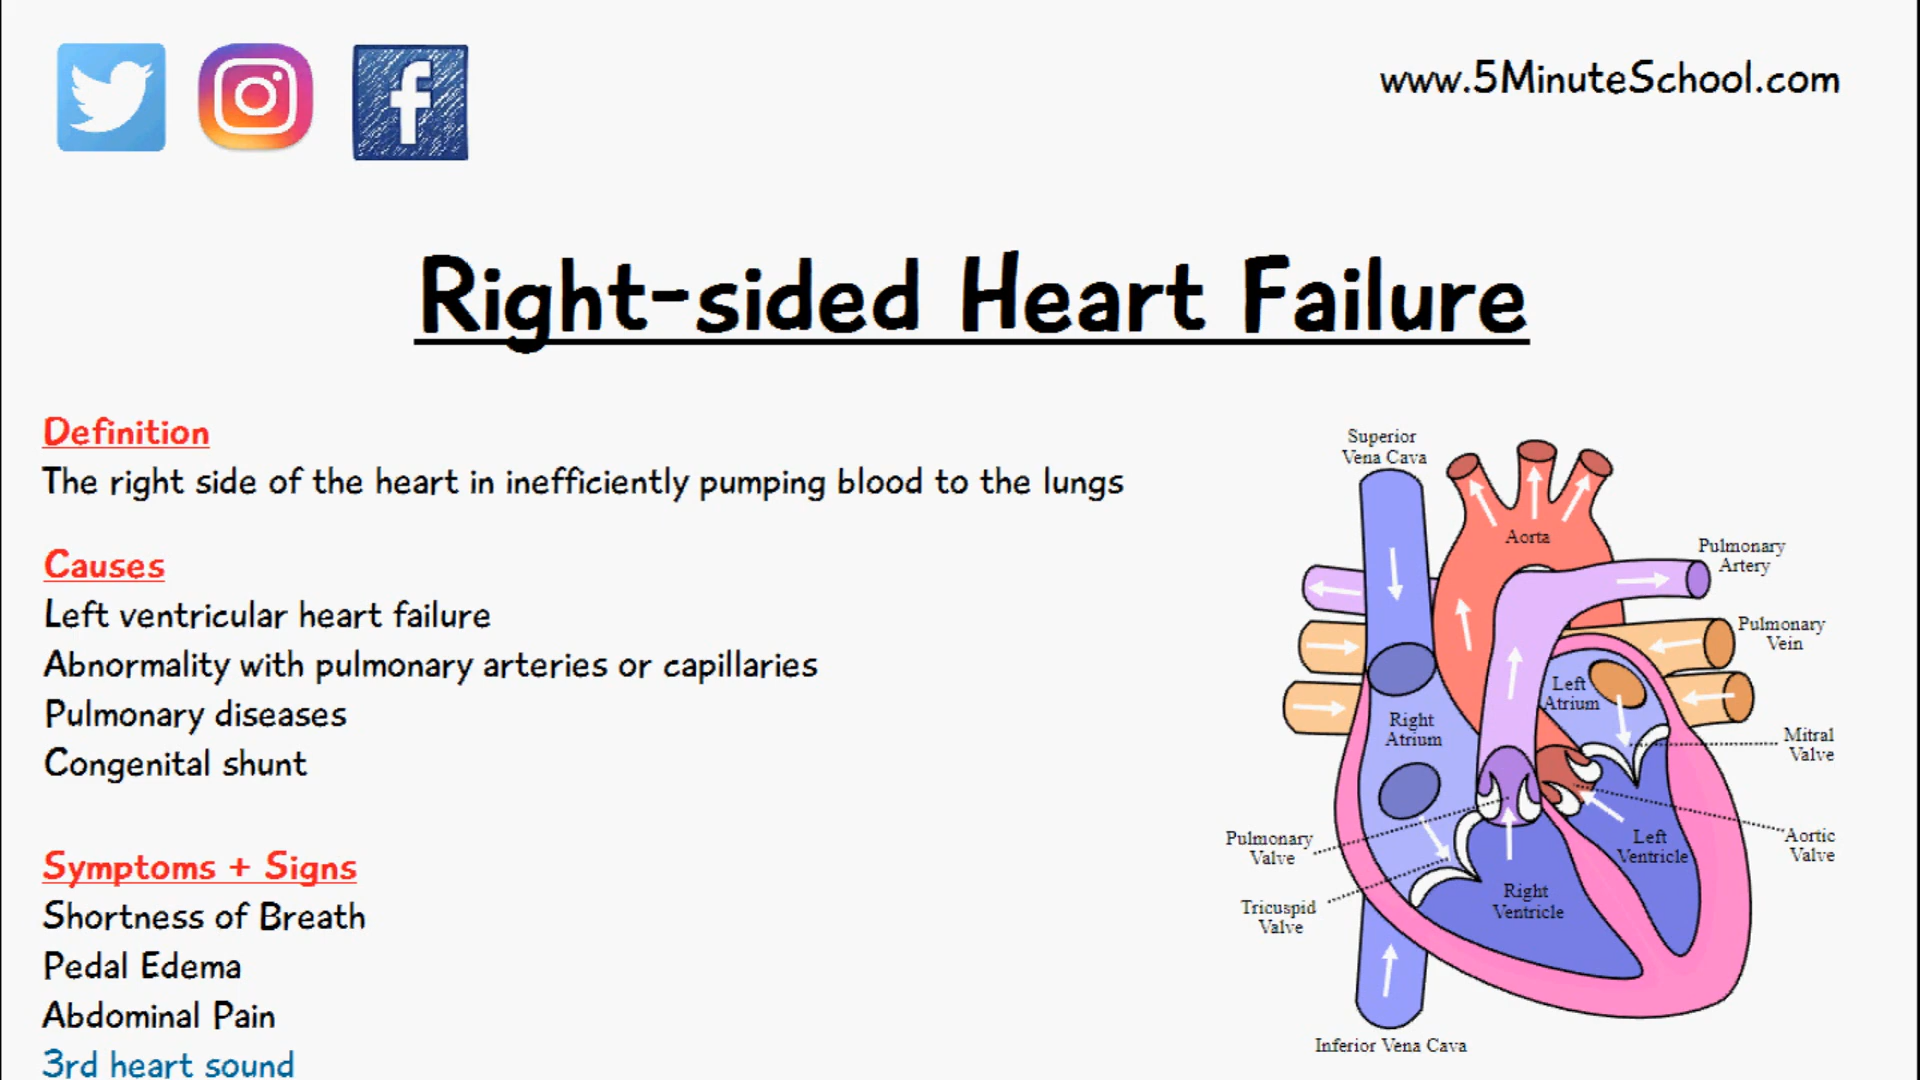 www.5MinuteSchool.com
Right-sided Heart Failure
Definition
The right side of the heart in inefficiently pumping blood to the lungs
Causes
Left ventricular heart failure
Abnormality with pulmonary arteries or capillaries
Pulmonary diseases
Congenital shunt
Symptoms + Signs
Shortness of Breath
Pedal Edema
Abdominal Pain
3rd heart sound
Superior
Vena Cava
Aorta
Pulmonary
Artery
Pulmonary
Vein
Left
Atrium
Right
Atrium
Mitral
Valve
Pulmonary
Valve
Left
Ventricle
Aortic
Valve
Right
Ventricle
Tricuspid
Valve
Inferior Vena Cava